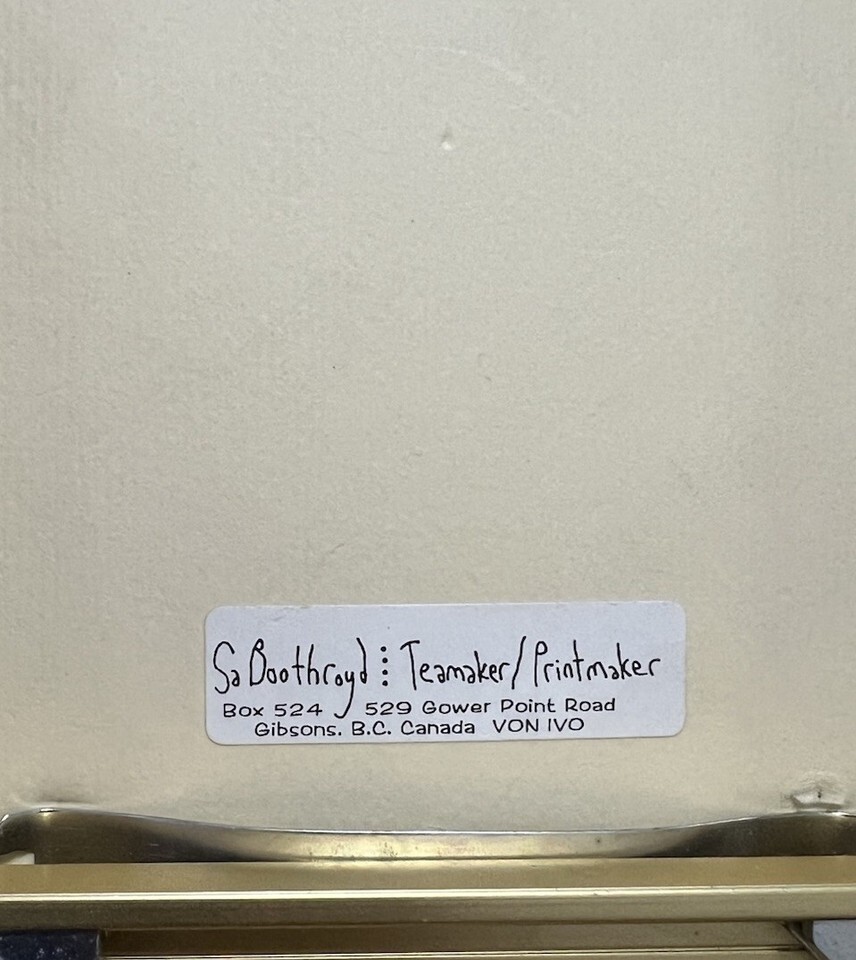 Sa Boothroyd ⋮ Teamaker/Printmaker
Box 524 529 Gower Point Road
Gibsons. B.C. Canada VON IVO